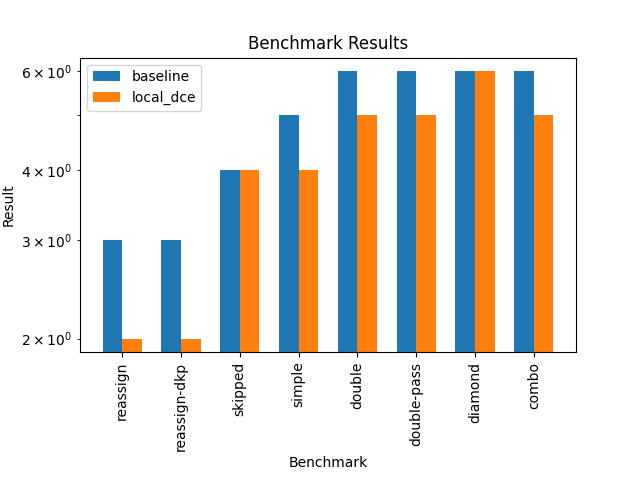 Benchmark Results
baseline
local_dce
6 × 10⁰
4 × 10⁰
3 × 10⁰
2 × 10⁰
Result
reassign
reassign-dkp
skipped
simple
double
double-pass
diamond
combo
Benchmark